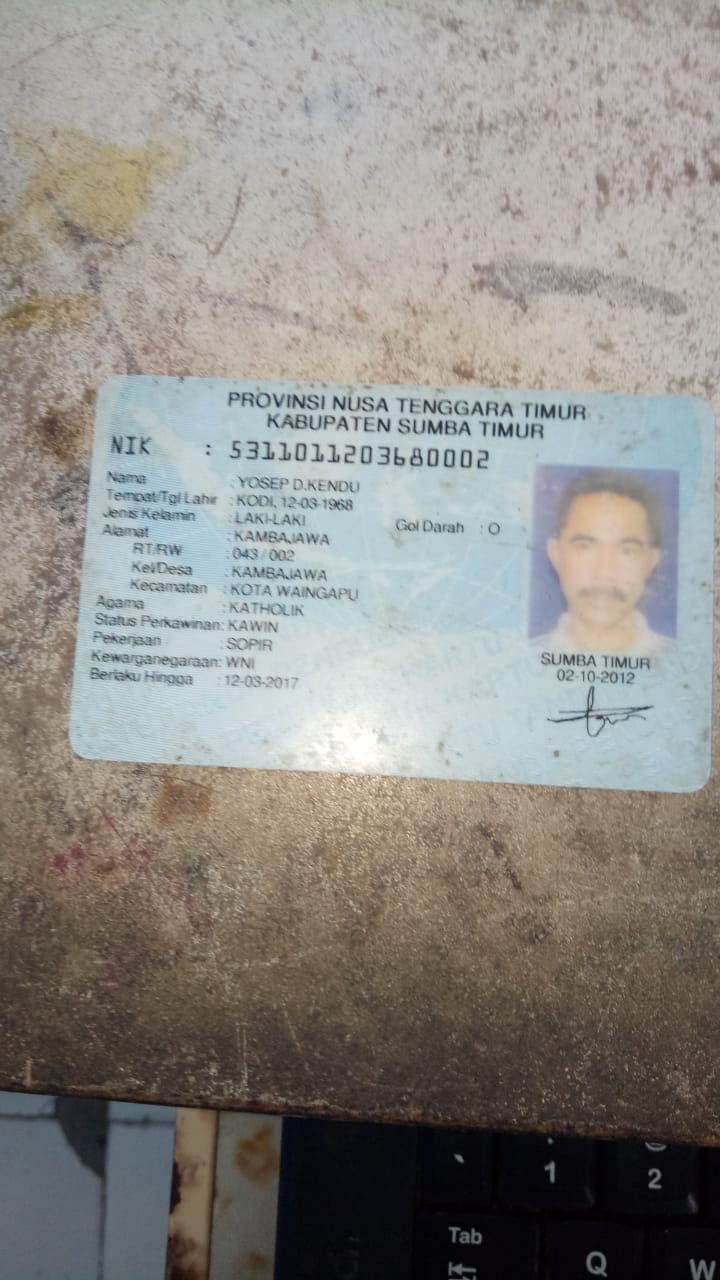 PROVINSI NUSA TENGGARA TIMUR
KABUPATEN SUMBA TIMUR
NIK : 5311011203680002
Nama : YOSEP D.KENDU
Tempat/Tgl Lahir : KODI, 12-03-1968
Jenis Kelamin : LAKI-LAKI Gol Darah : O
Alamat : KAMBAJAWA
RT/RW : 043 / 002
Kel/Desa : KAMBAJAWA
Kecamatan : KOTA WAINGAPU
Agama : KATHOLIK
Status Perkawinan: KAWIN
Pekerjaan : SOPIR
Kewarganegaraan: WNI
Berlaku Hingga : 12-03-2017
SUMBA TIMUR
02-10-2012
1 2
Tab
Q W